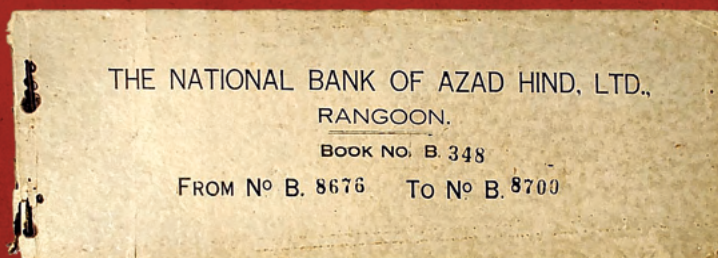 THE NATIONAL BANK OF AZAD HIND, LTD.,
RANGOON.
BOOK NO. B. 348
FROM Nº B. 8676 TO Nº B. 8700